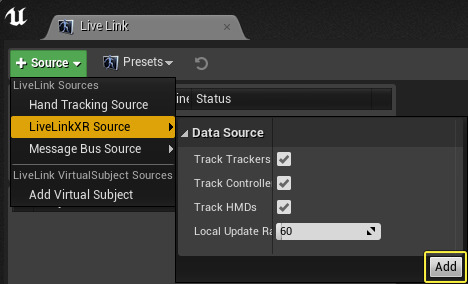 Live Link
Source
Presets
LiveLink Sources
Hand Tracking Source
Status
LiveLinkXR Source
Message Bus Source
LiveLink VirtualSubject Sources
Add Virtual Subject
Data Source
Track Trackers
Track Controlle
Track HMDs
Local Update Ra 60
Add